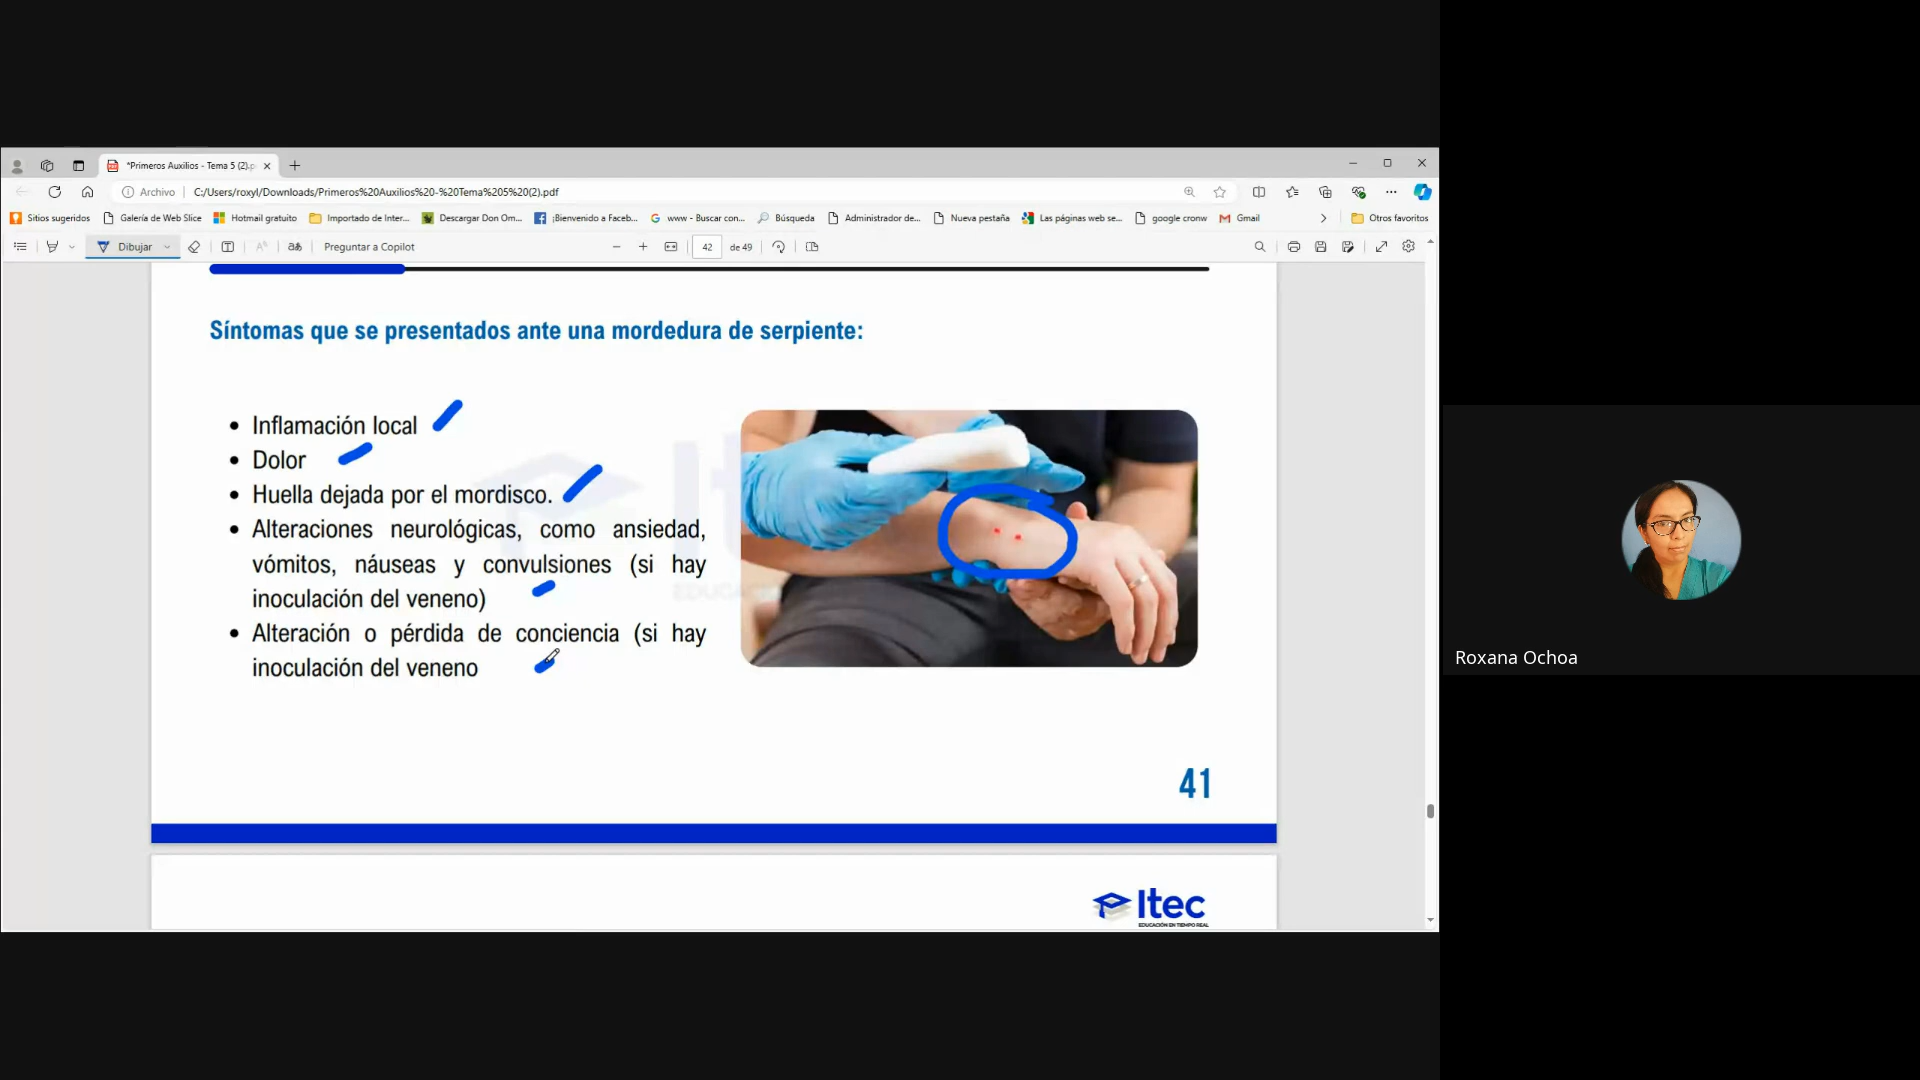 *Primeros Auxilios - Tema 5 (2).p
Archivo C:/Users/roxyl/Downloads/Primeros%20Auxilios%20-%20Tema%205%20(2).pdf
Sitios sugeridos Galería de Web Slice Hotmail gratuito Importado de Inter... Descargar Don Om... ¡Bienvenido a Faceb... www - Buscar con... Búsqueda Administrador de... Nueva pestaña Las páginas web se... google cronw Gmail Otros favoritos
Dibujar Preguntar a Copilot 42 de 49
Síntomas que se presentados ante una mordedura de serpiente:
• Inflamación local
• Dolor
• Huella dejada por el mordisco.
• Alteraciones neurológicas, como ansiedad,
vómitos, náuseas y convulsiones (si hay
inoculación del veneno)
• Alteración o pérdida de conciencia (si hay
inoculación del veneno
41
Itec
EDUCACIÓN EN TIEMPO REAL
Roxana Ochoa